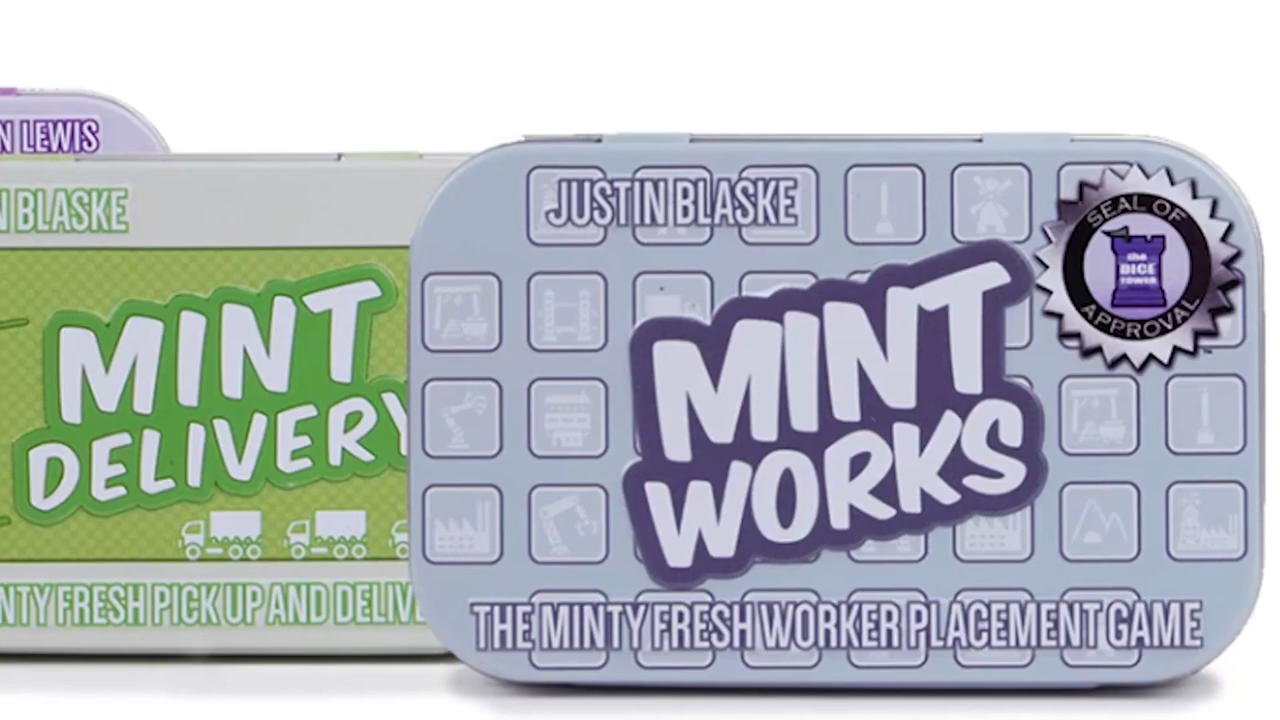 N LEWIS
N BLASKE
MINT
DELIVERY
NTY FRESH PICK UP AND DELIVE
JUSTIN BLASKE
MINT
WORKS
THE MINTY FRESH WORKER PLACEMENT GAME
SEAL OF
the
DICE
TOWER
APPROVAL